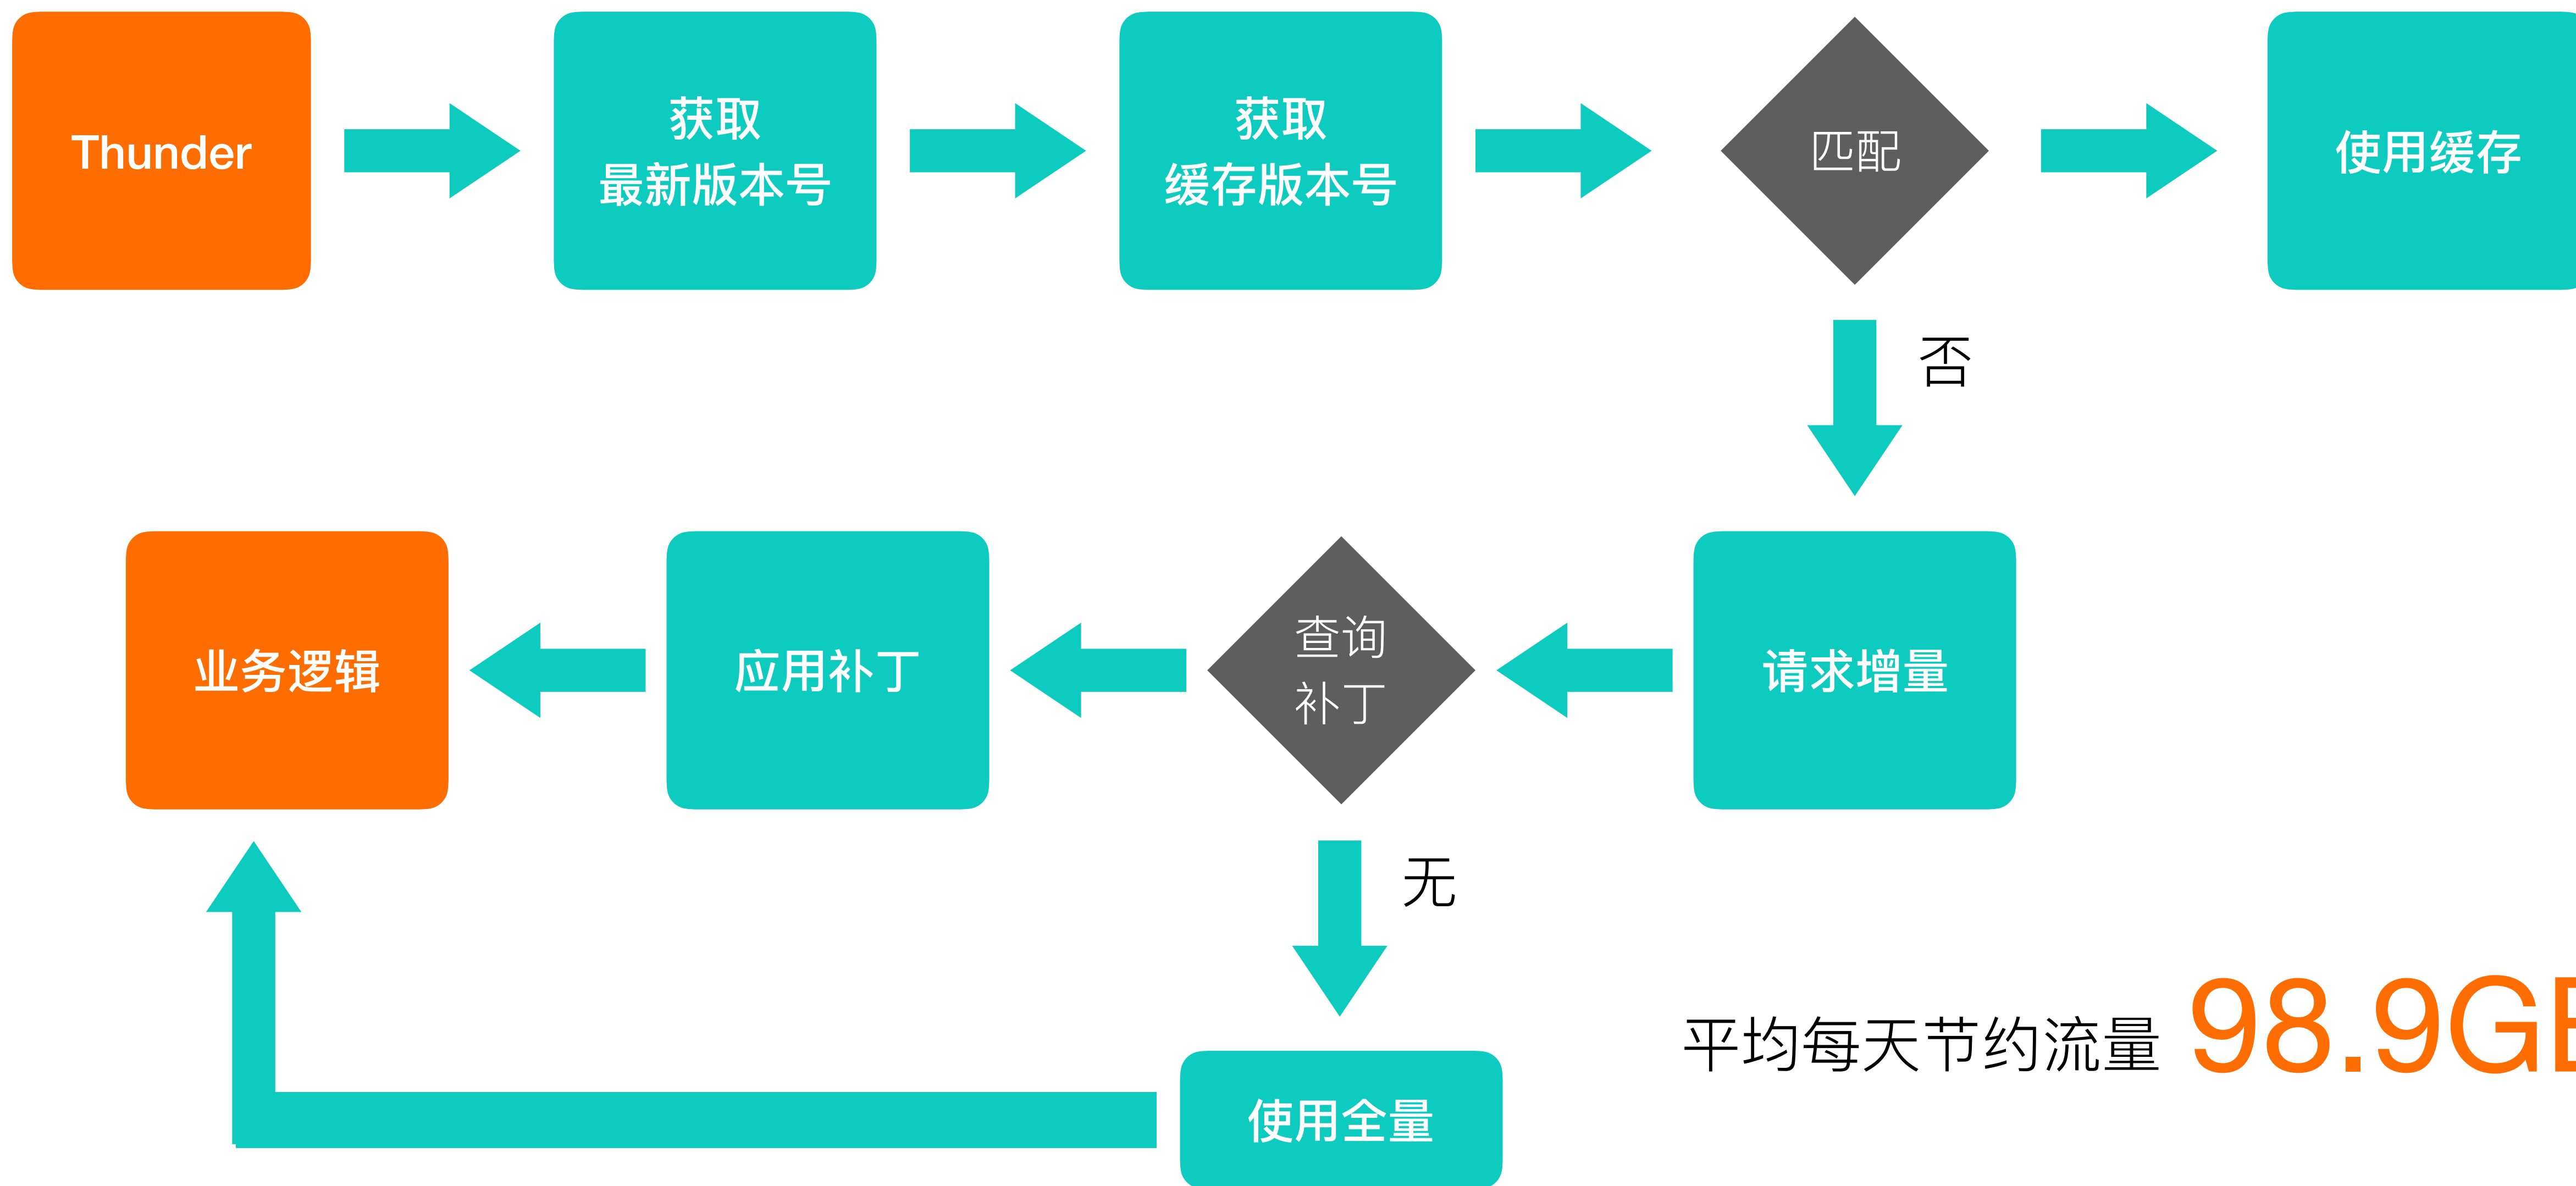 Thunder
获取
最新版本号
获取
缓存版本号
匹配
使用缓存
否
业务逻辑
应用补丁
查询
补丁
请求增量
无
平均每天节约流量 98.9GB
使用全量